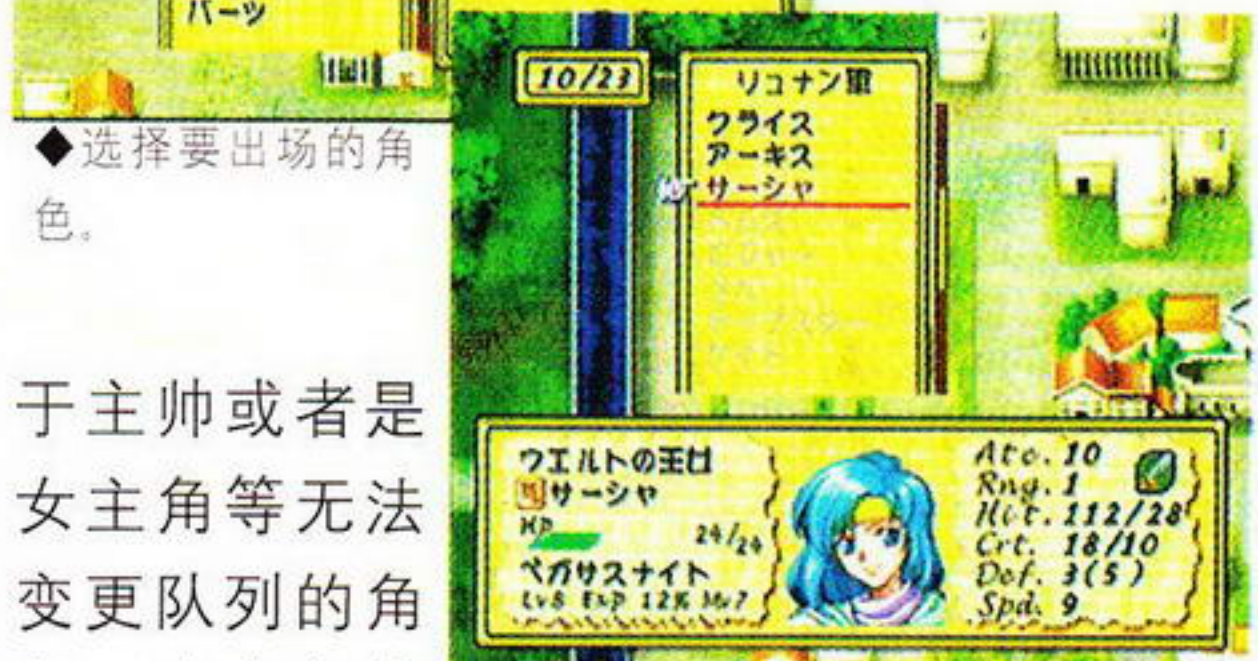 パーツ
◆选择要出场的角
色。
于主帅或者是
女主角等无法
变更队列的角
10/23
リュナン軍
クライス
アーキス
サーシャ
ウエルトの王女
サーシャ
HP 24/24
ペガサスナイト
Lv8 Exp 12% Mv7
Atc. 10
Rng. 1
Hit. 112/28
Crt. 18/10
Def. 3(5)
Spd. 9